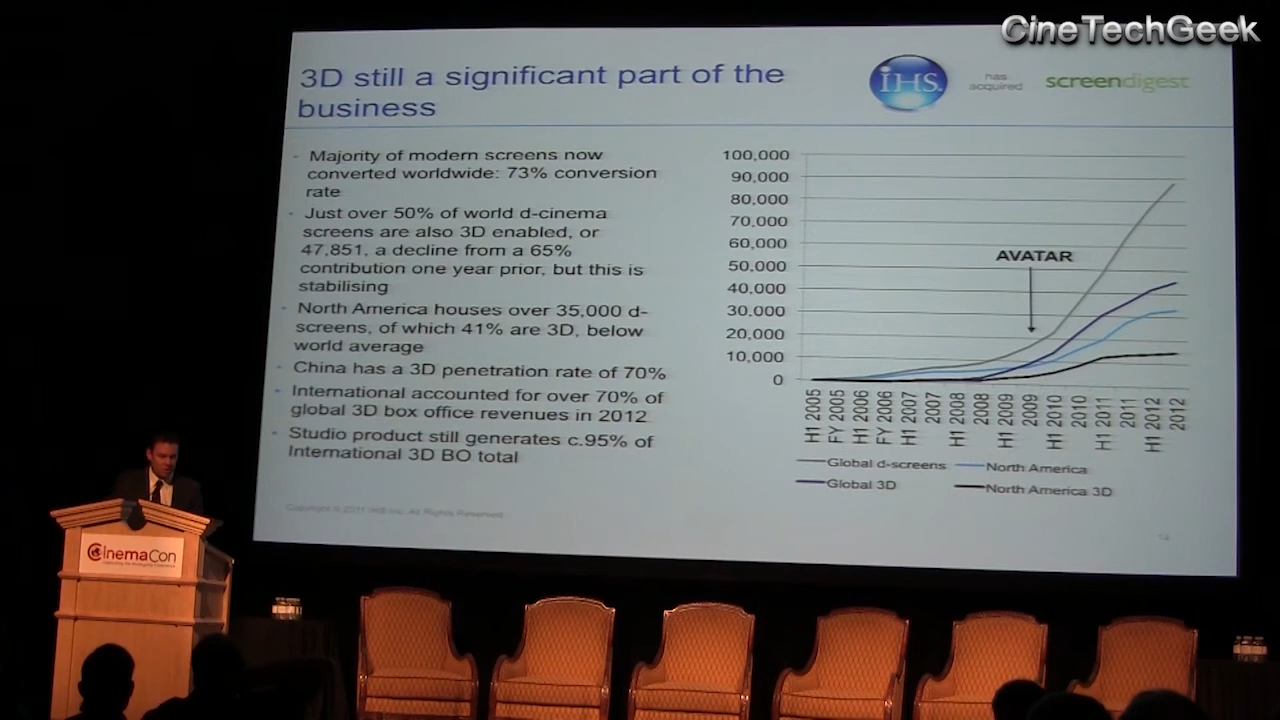 CineTechGeek
3D still a significant part of the
business
IHS
has
acquired
screendigest
Majority of modern screens now
converted worldwide: 73% conversion
rate
Just over 50% of world d-cinema
screens are also 3D enabled, or
47,851, a decline from a 65%
contribution one year prior, but this is
stabilising
North America houses over 35,000 d-
screens, of which 41% are 3D, below
world average
China has a 3D penetration rate of 70%
International accounted for over 70% of
global 3D box office revenues in 2012
Studio product still generates c.95% of
International 3D BO total
Copyright © 2011 IHS Inc. All Rights Reserved.
100,000
90,000
80,000
70,000
60,000
50,000
40,000
30,000
20,000
10,000
0
AVATAR
H1 2005
FY 2005
H1 2006
FY 2006
H1 2007
2007
H1 2008
2008
H1 2009
2009
H1 2010
2010
H1 2011
2011
H1 2012
2012
Global d-screens
North America
Global 3D
North America 3D
CinemaCon